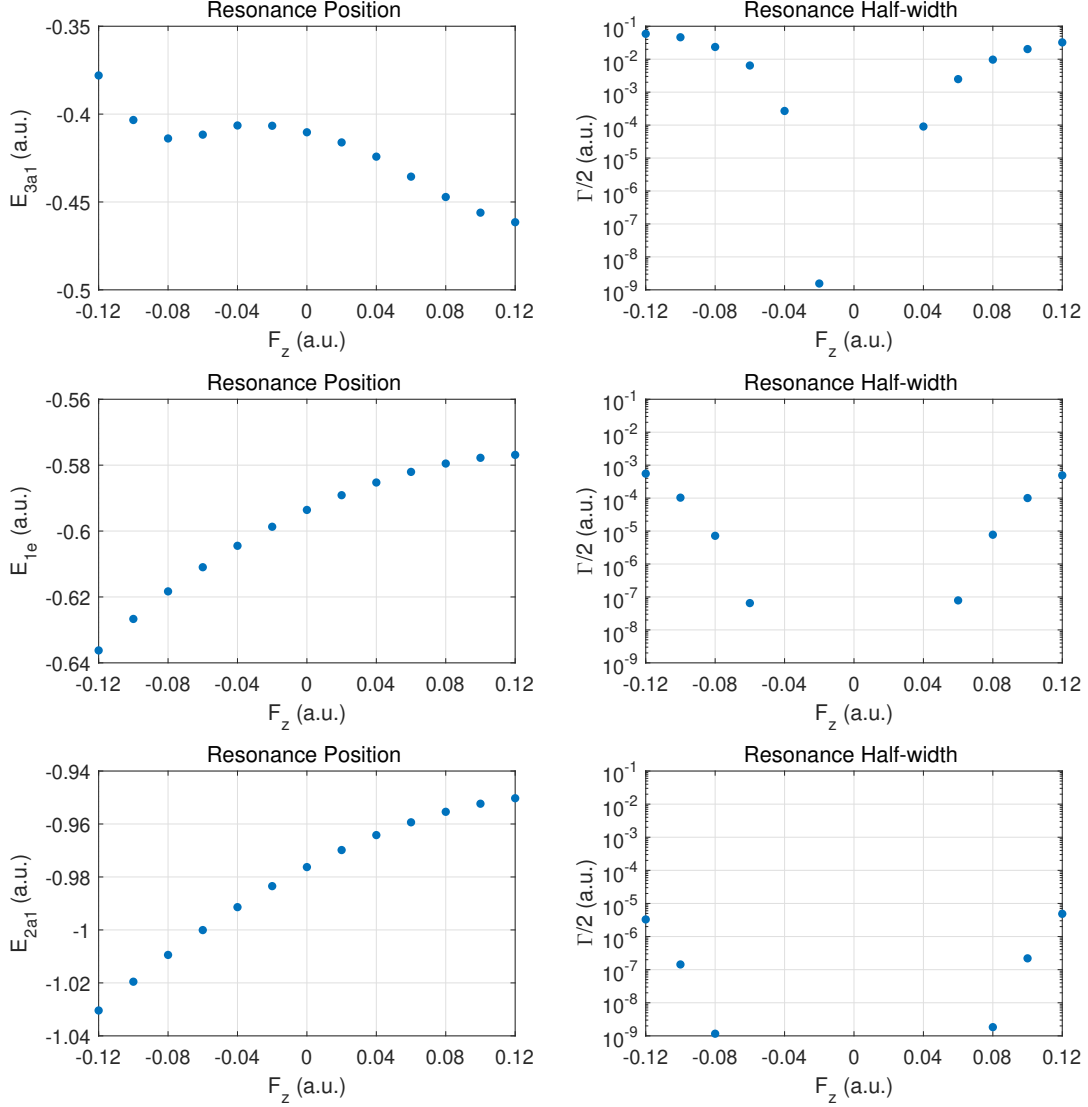 Resonance Position
-0.35
-0.4
-0.45
-0.5
E3a1 (a.u.)
-0.12 -0.08 -0.04 0 0.04 0.08 0.12
Fz (a.u.)
Resonance Half-width
10-1
10-2
10-3
10-4
10-5
10-6
10-7
10-8
10-9
Γ/2 (a.u.)
-0.12 -0.08 -0.04 0 0.04 0.08 0.12
Fz (a.u.)
Resonance Position
-0.56
-0.58
-0.6
-0.62
-0.64
E1e (a.u.)
-0.12 -0.08 -0.04 0 0.04 0.08 0.12
Fz (a.u.)
Resonance Half-width
10-1
10-2
10-3
10-4
10-5
10-6
10-7
10-8
10-9
Γ/2 (a.u.)
-0.12 -0.08 -0.04 0 0.04 0.08 0.12
Fz (a.u.)
Resonance Position
-0.94
-0.96
-0.98
-1
-1.02
-1.04
E2a1 (a.u.)
-0.12 -0.08 -0.04 0 0.04 0.08 0.12
Fz (a.u.)
Resonance Half-width
10-1
10-2
10-3
10-4
10-5
10-6
10-7
10-8
10-9
Γ/2 (a.u.)
-0.12 -0.08 -0.04 0 0.04 0.08 0.12
Fz (a.u.)